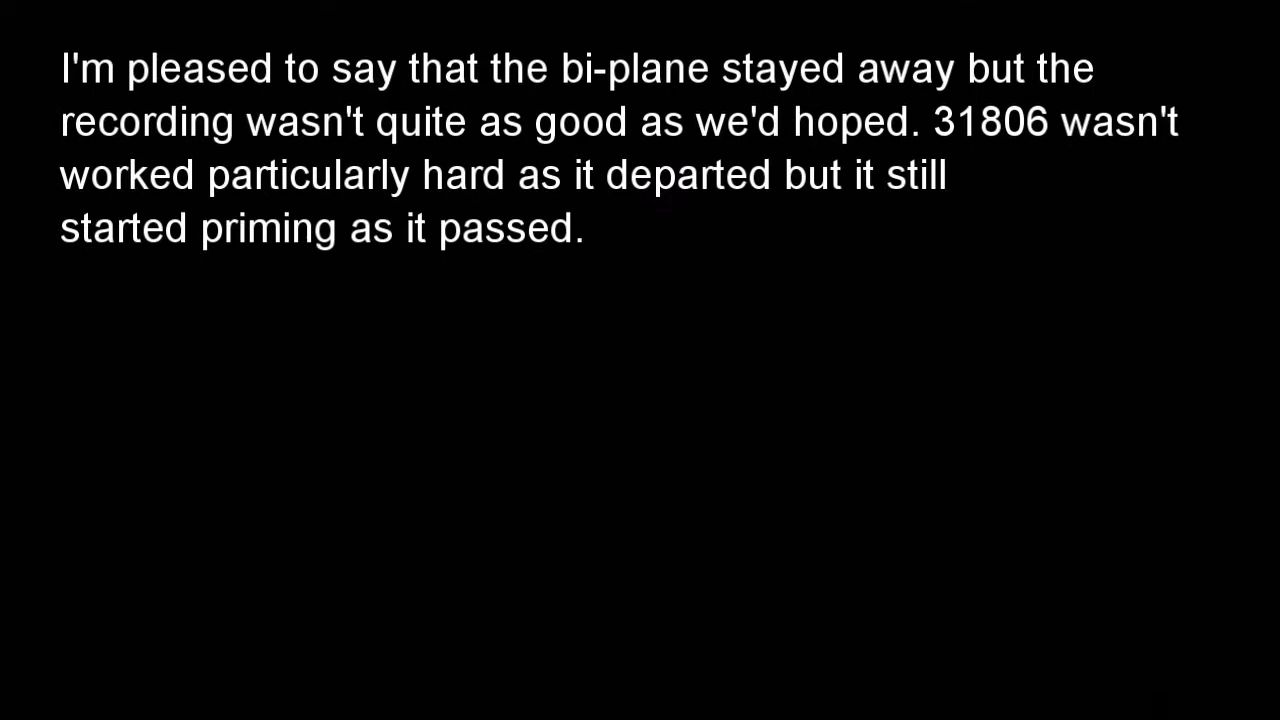 I'm pleased to say that the bi-plane stayed away but the
recording wasn't quite as good as we'd hoped. 31806 wasn't
worked particularly hard as it departed but it still
started priming as it passed.